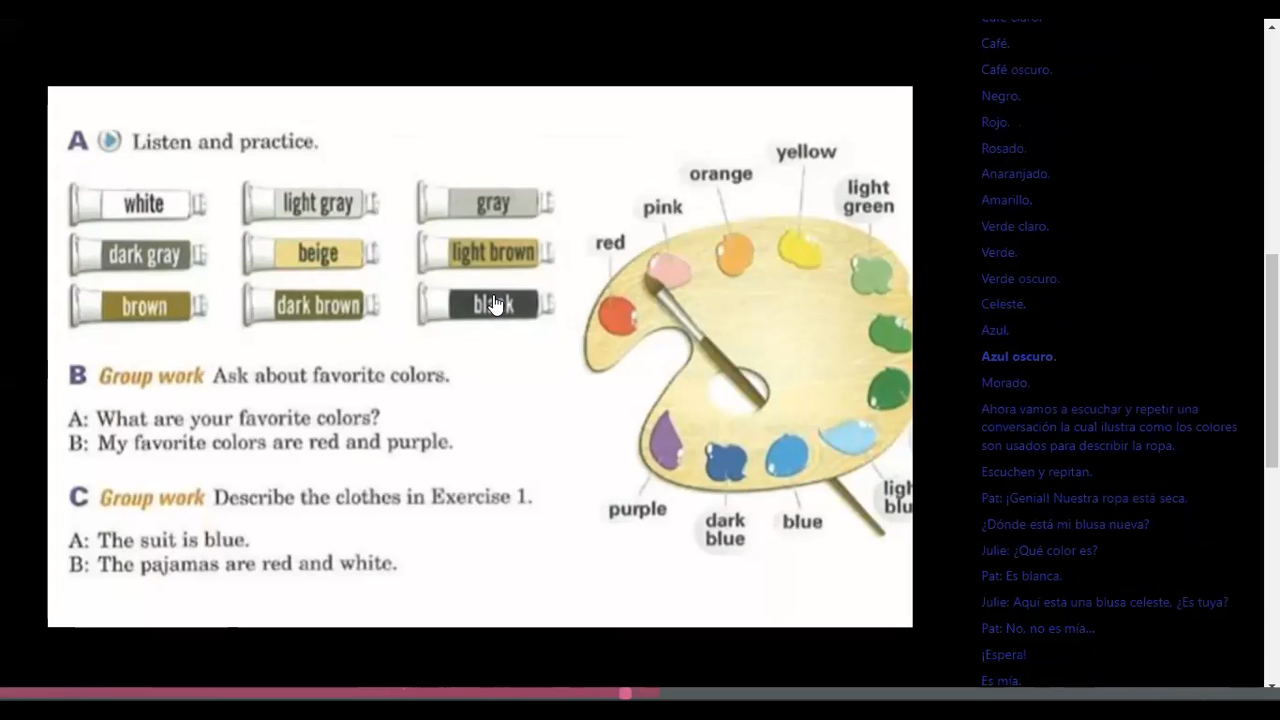 A Listen and practice.
white
light gray
gray
dark gray
beige
light brown
brown
dark brown
black
B Group work Ask about favorite colors.
A: What are your favorite colors?
B: My favorite colors are red and purple.
C Group work Describe the clothes in Exercise 1.
A: The suit is blue.
B: The pajamas are red and white.
red
pink
orange
yellow
light
green
purple
dark
blue
blue
Café.
Café oscuro.
Negro.
Rojo.
Rosado.
Anaranjado.
Amarillo.
Verde claro.
Verde.
Verde oscuro.
Celeste.
Azul.
Azul oscuro.
Morado.
Ahora vamos a escuchar y repetir una
conversación la cual ilustra como los colores
son usados para describir la ropa.
Escuchen y repitan.
Pat: ¡Genial! Nuestra ropa está seca.
¿Dónde está mi blusa nueva?
Julie: ¿Qué color es?
Pat: Es blanca.
Julie: Aquí esta una blusa celeste, ¿Es tuya?
Pat: No, no es mía...
¡Espera!
Es mía.